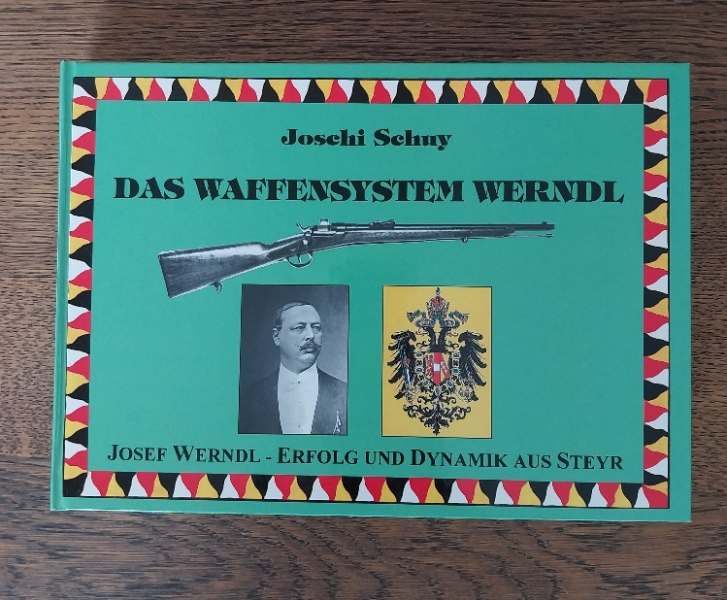 Joschi Schuy
DAS WAFFENSYSTEM WERNDL
JOSEF WERNDL - ERFOLG UND DYNAMIK AUS STEYR